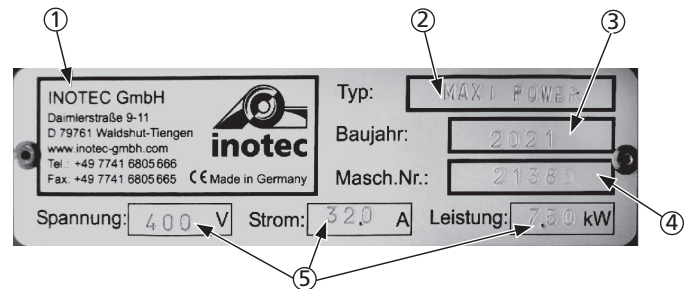 ① ② ③
INOTEC GmbH
Daimlerstraße 9-11
D 79761 Waldshut-Tiengen
www.inotec-gmbh.com
Tel.: +49 7741 6805 666
Fax: +49 7741 6805 665 CE Made in Germany
inotec
Typ: MAXI POWER
Baujahr: 2021
Masch.Nr.: 21380
Spannung: 400 V Strom: 32.0 A Leistung: 7.50 kW
④
⑤